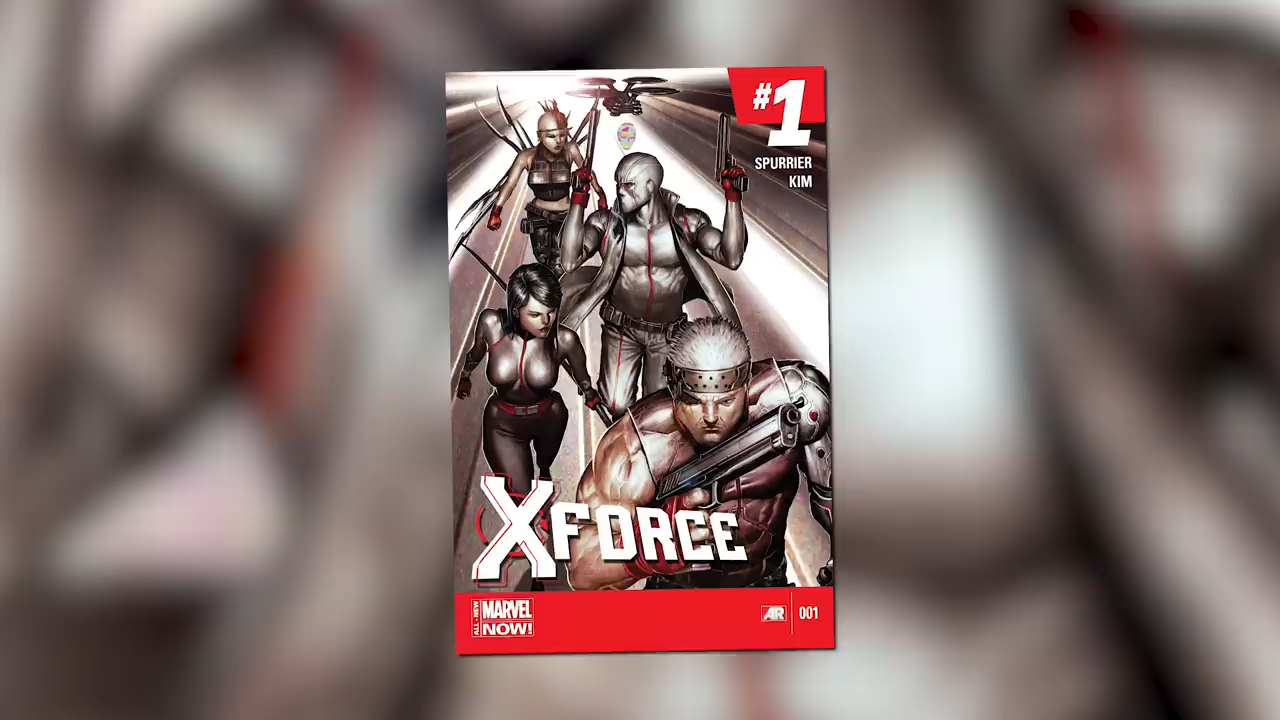 #1
SPURRIER
KIM
X FORCE
ALL-NEW
MARVEL
NOW!
AR
001